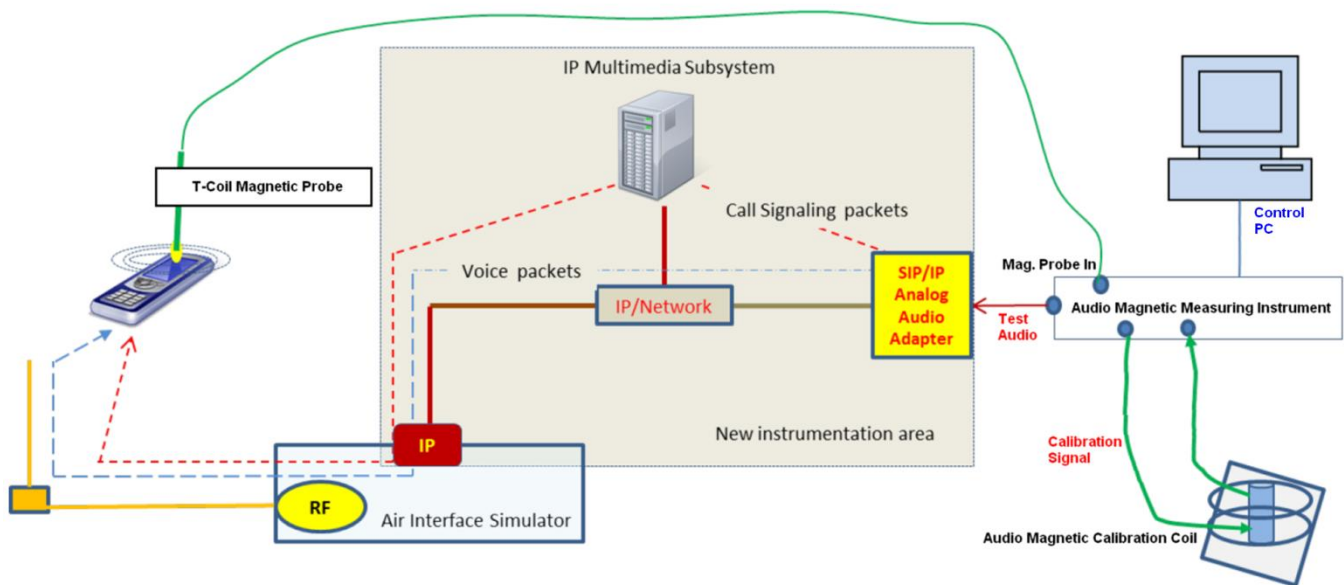 IP Multimedia Subsystem
T-Coil Magnetic Probe
Call Signaling packets
Control
PC
Voice packets
SIP/IP
Analog
Audio
Adapter
Mag. Probe In
IP/Network
Test
Audio
Audio Magnetic Measuring Instrument
IP
New instrumentation area
Calibration
Signal
RF
Air Interface Simulator
Audio Magnetic Calibration Coil